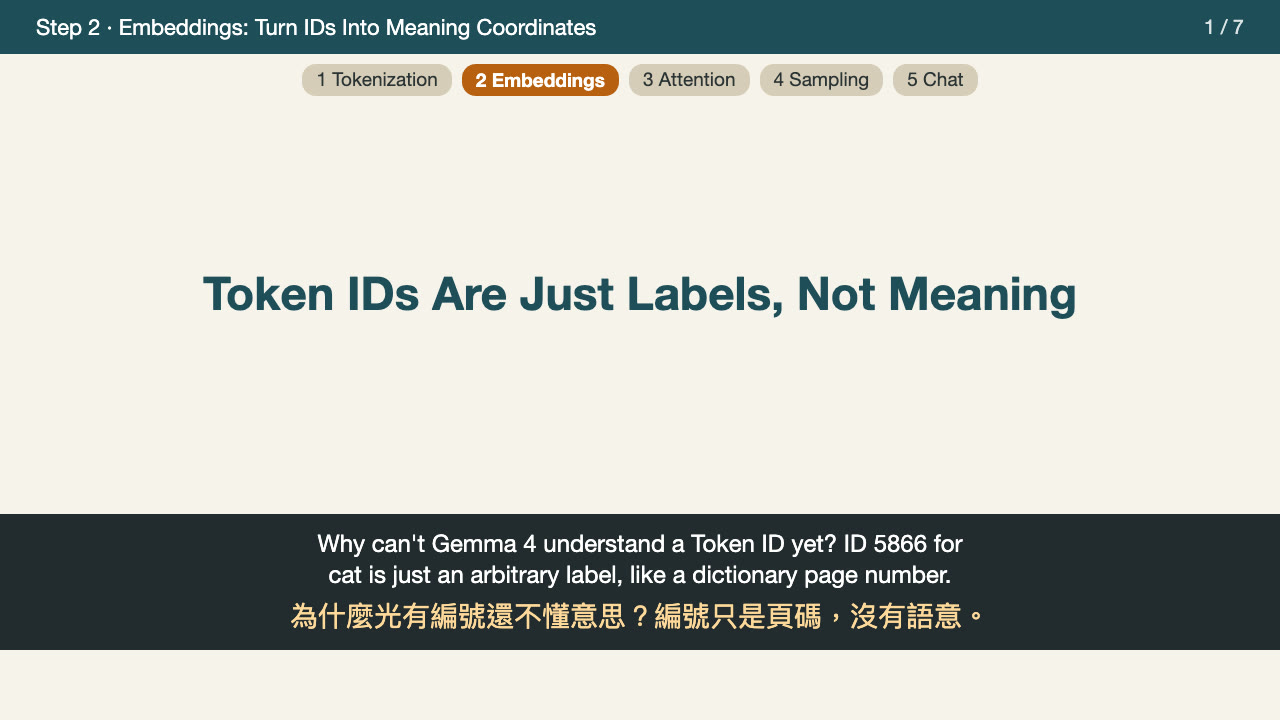 Step 2 · Embeddings: Turn IDs Into Meaning Coordinates
1 / 7
1 Tokenization
2 Embeddings
3 Attention
4 Sampling
5 Chat
Token IDs Are Just Labels, Not Meaning
Why can't Gemma 4 understand a Token ID yet? ID 5866 for
cat is just an arbitrary label, like a dictionary page number.
為什麼光有編號還不懂意思？編號只是頁碼，沒有語意。